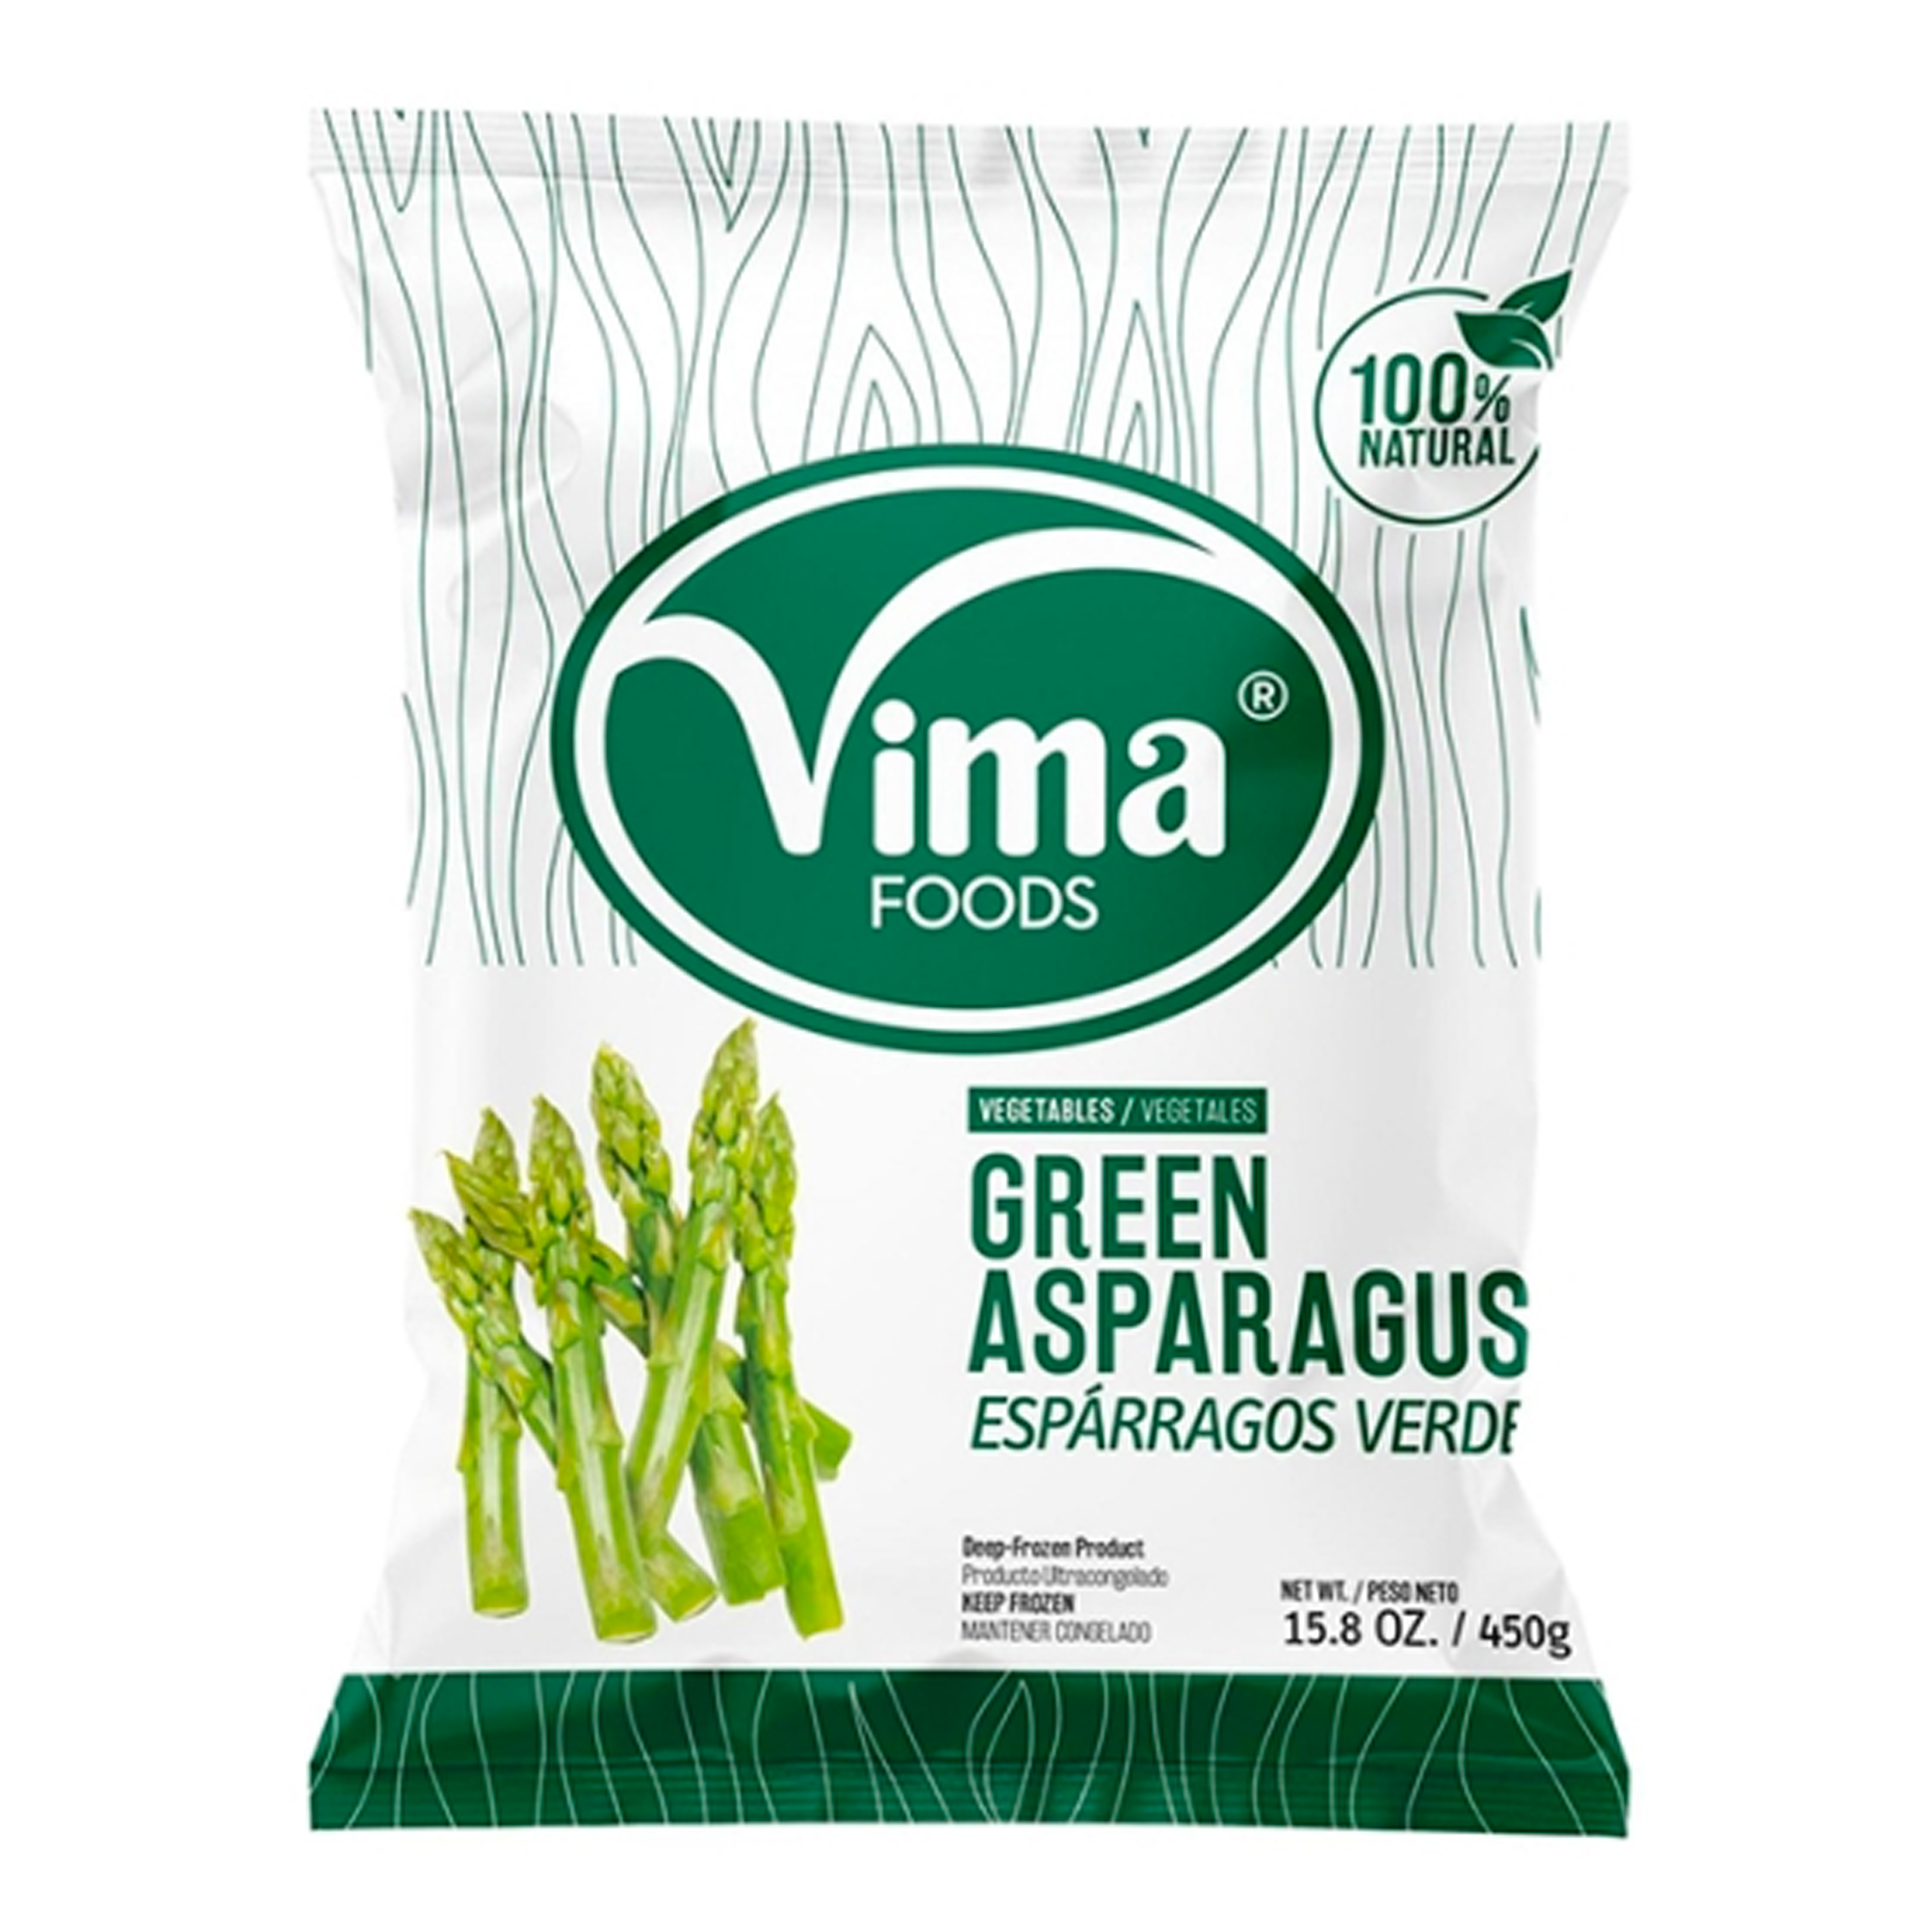 100%
NATURAL
Vima®
FOODS
VEGETABLES / VEGETALES
GREEN
ASPARAGUS
ESPÁRRAGOS VERDE
Deep-Frozen Product
Producto Ultracongelado
KEEP FROZEN
MANTENER CONGELADO
NET WT. / PESO NETO
15.8 OZ. / 450g